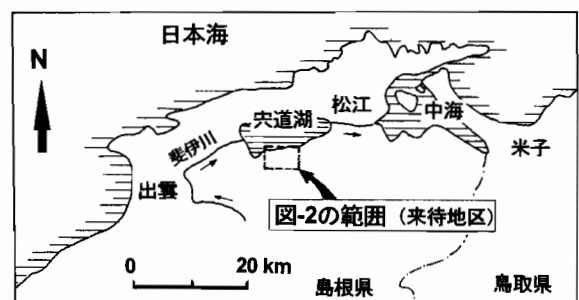 日本海
N
松江
宍道湖
中海
斐伊川
米子
出雲
図-2の範囲（来待地区）
0 20 km
島根県
鳥取県